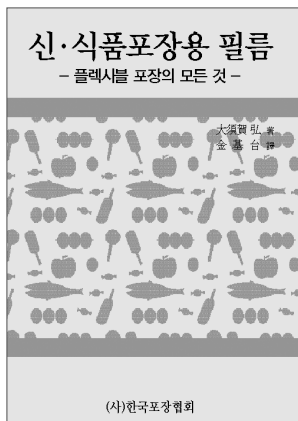 신·식품포장용 필름
– 플렉시블 포장의 모든 것 –
大須賀 弘 著
金 基 台 譯
(사)한국포장협회